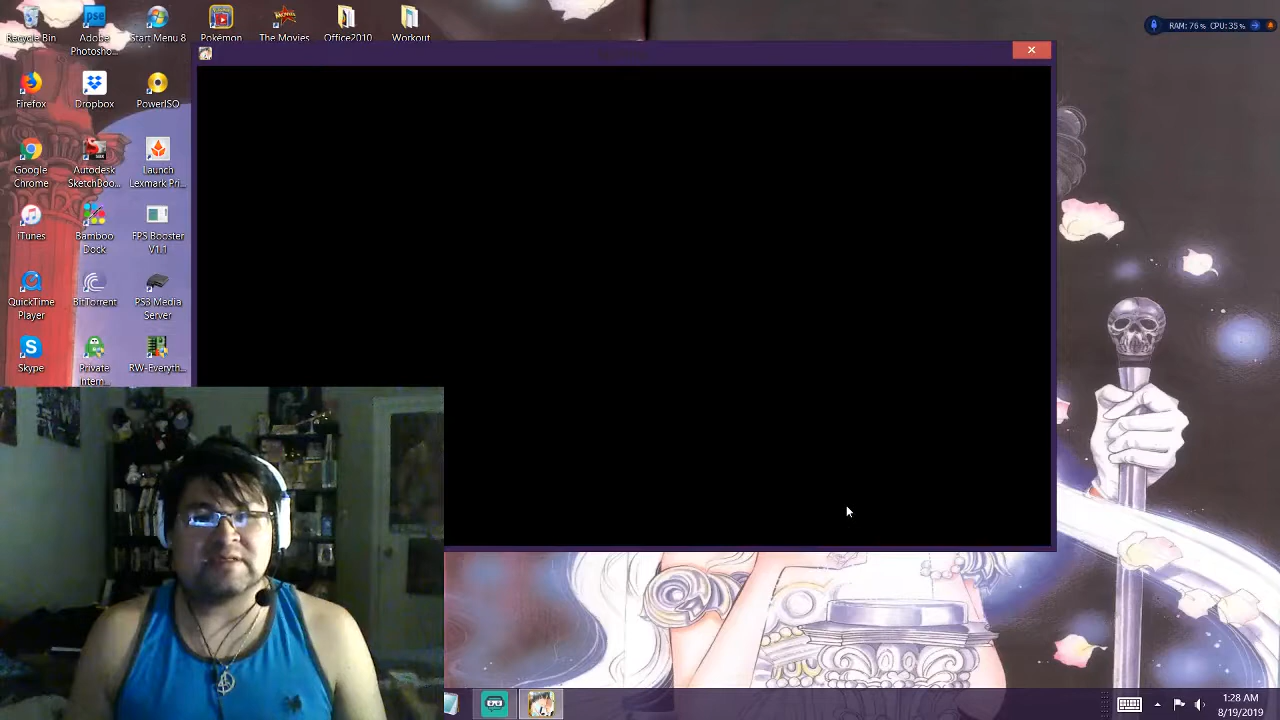 RAM: 76% CPU: 35%
Recycle Bin
Adobe Photosho...
Start Menu 8
Pokémon
The Movies
Office2010
Workout
Firefox
Dropbox
PowerISO
Google Chrome
Autodesk SketchBoo...
Launch Lexmark Pri...
iTunes
Bamboo Dock
FPS Booster V1.1
QuickTime Player
BitTorrent
PS3 Media Server
Skype
Private Intern...
RW-Everyth...
1:28 AM
8/19/2019